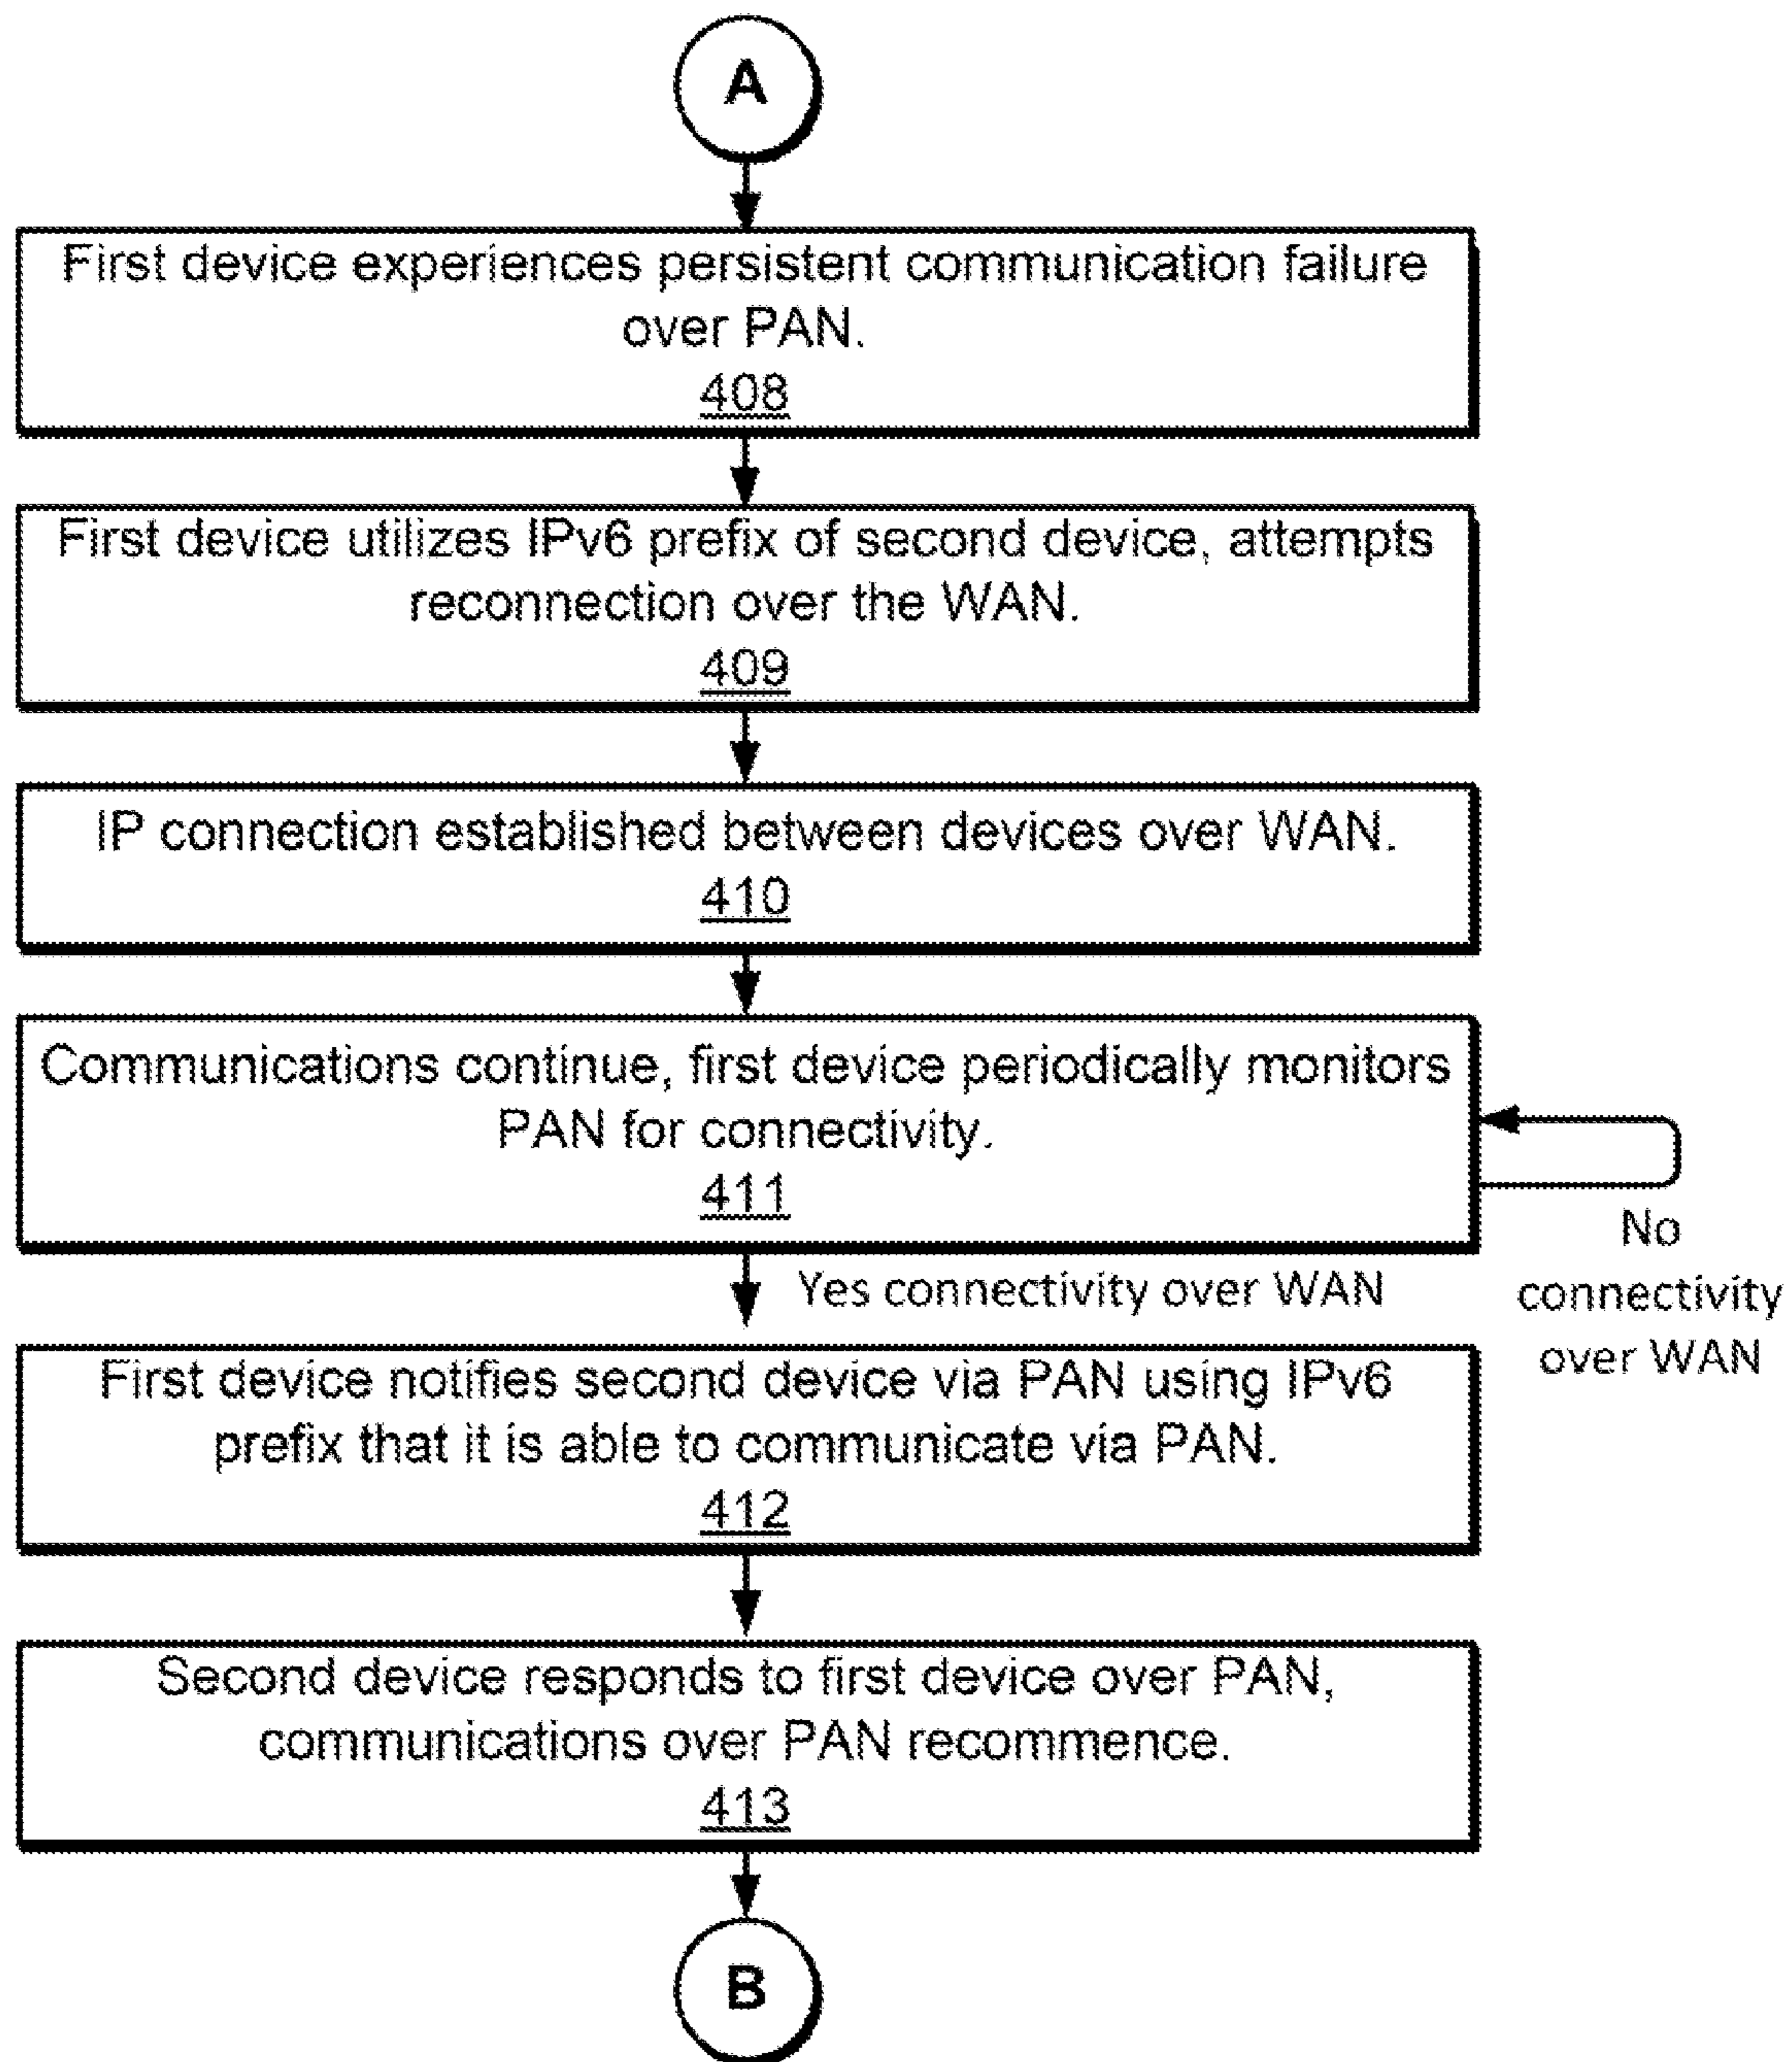 A
First device experiences persistent communication failure
over PAN.
408
First device utilizes IPv6 prefix of second device, attempts
reconnection over the WAN.
409
IP connection established between devices over WAN.
410
Communications continue, first device periodically monitors
PAN for connectivity.
411
No
connectivity
over WAN
Yes connectivity over WAN
First device notifies second device via PAN using IPv6
prefix that it is able to communicate via PAN.
412
Second device responds to first device over PAN,
communications over PAN recommence.
413
B